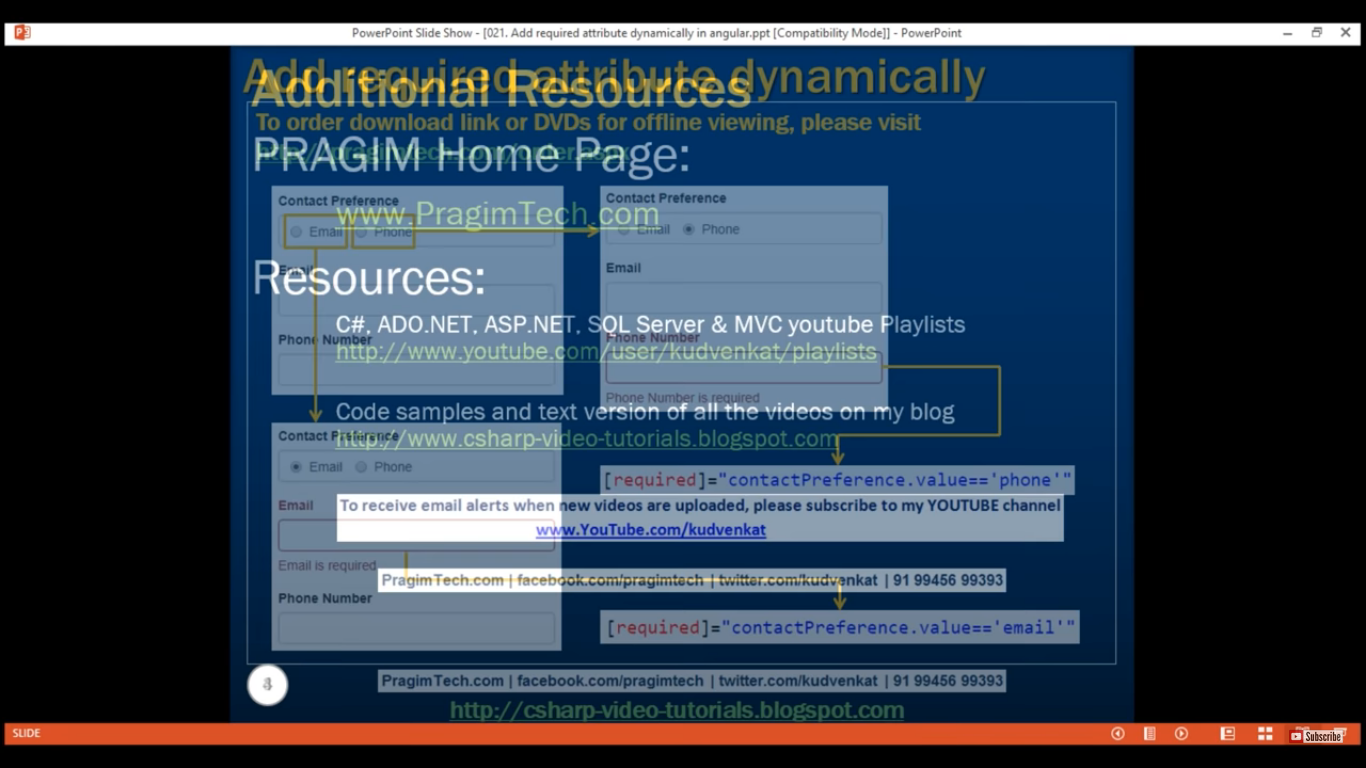 PowerPoint Slide Show - [021. Add required attribute dynamically in angular.ppt [Compatibility Mode]] - PowerPoint
Add required attribute dynamically
Additional Resources
To order download link or DVDs for offline viewing, please visit
http://pragimtech.com/order.aspx
PRAGIM Home Page:
www.PragimTech.com
Contact Preference
Email Phone
Email
Phone Number
Contact Preference
Email Phone
Email
Phone Number
Phone Number is required
Resources:
C#, ADO.NET, ASP.NET, SQL Server & MVC youtube Playlists
http://www.youtube.com/user/kudvenkat/playlists
Code samples and text version of all the videos on my blog
http://www.csharp-video-tutorials.blogspot.com
Contact Preference
Email Phone
Email
Email is required
Phone Number
[required]="contactPreference.value=='phone'"
To receive email alerts when new videos are uploaded, please subscribe to my YOUTUBE channel
www.YouTube.com/kudvenkat
PragimTech.com | facebook.com/pragimtech | twitter.com/kudvenkat | 91 99456 99393
[required]="contactPreference.value=='email'"
PragimTech.com | facebook.com/pragimtech | twitter.com/kudvenkat | 91 99456 99393
http://csharp-video-tutorials.blogspot.com
SLIDE
Subscribe